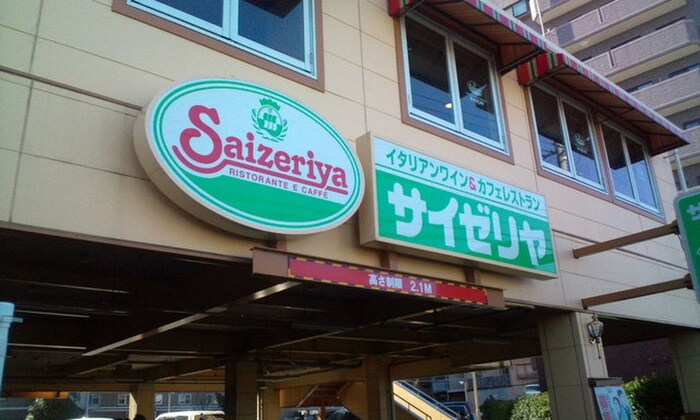 Saizeriya
RISTORANTE E CAFFÈ
イタリアンワイン&カフェレストラン
サイゼリヤ
高さ制限 2.1M
サ